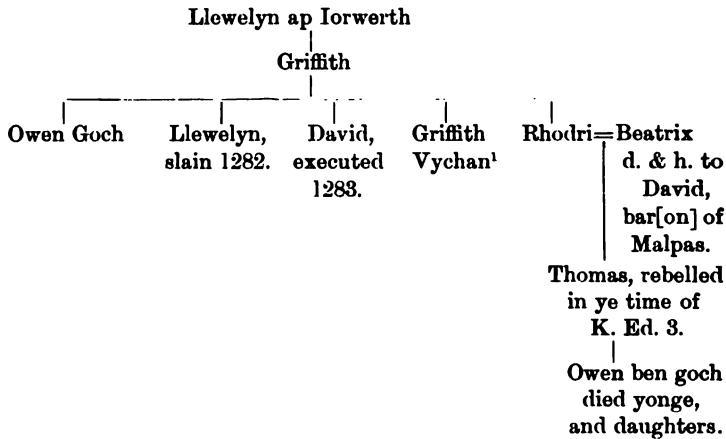 Llewelyn ap Iorwerth
Griffith
Owen Goch
Llewelyn,
slain 1282.
David,
executed
1283.
Griffith
Vychan¹
Rhodri=Beatrix
d. & h. to
David,
bar[on] of
Malpas.
Thomas, rebelled
in ye time of
K. Ed. 3.
Owen ben goch
died yonge,
and daughters.